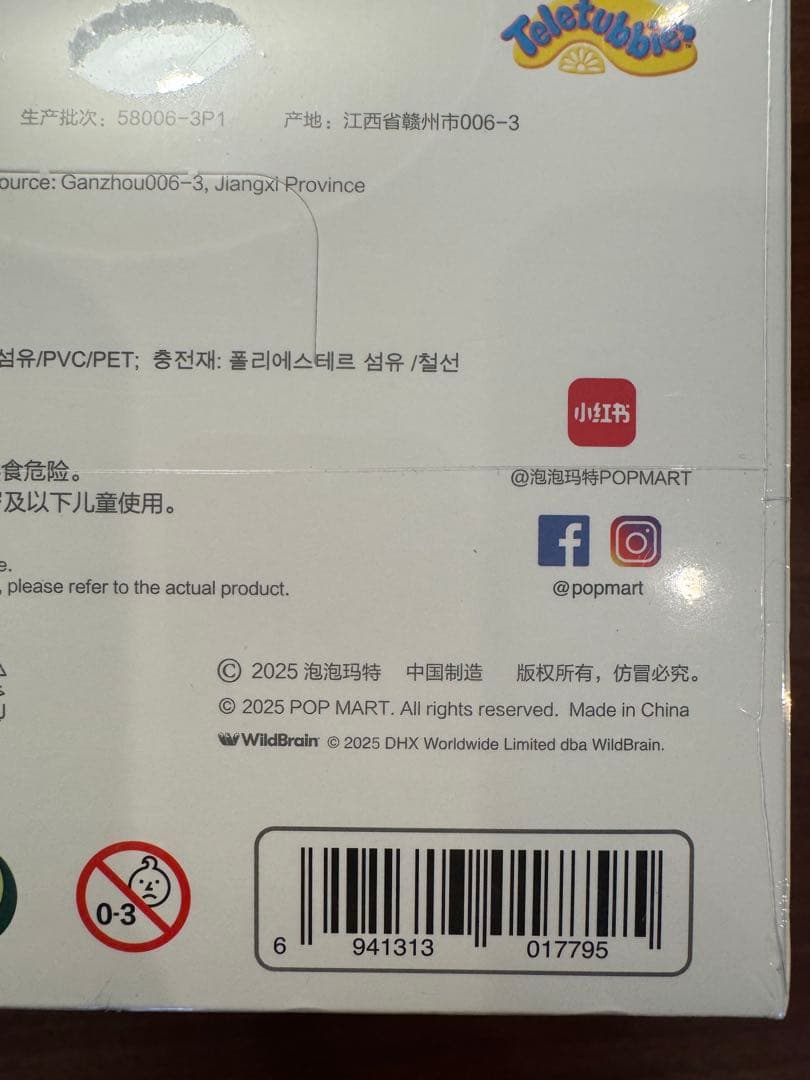 Teletubbies™
生产批次：58006-3P1 产地：江西省赣州市006-3
ource: Ganzhou006-3, Jiangxi Province
섬유/PVC/PET; 충전재: 폴리에스테르 섬유 /철선
小红书
食危险。
@泡泡玛特POPMART
及以下儿童使用。
e.
, please refer to the actual product.
@popmart
© 2025 泡泡玛特 中国制造 版权所有，仿冒必究。
© 2025 POP MART. All rights reserved. Made in China
WildBrain © 2025 DHX Worldwide Limited dba WildBrain.
0-3
6 941313 017795